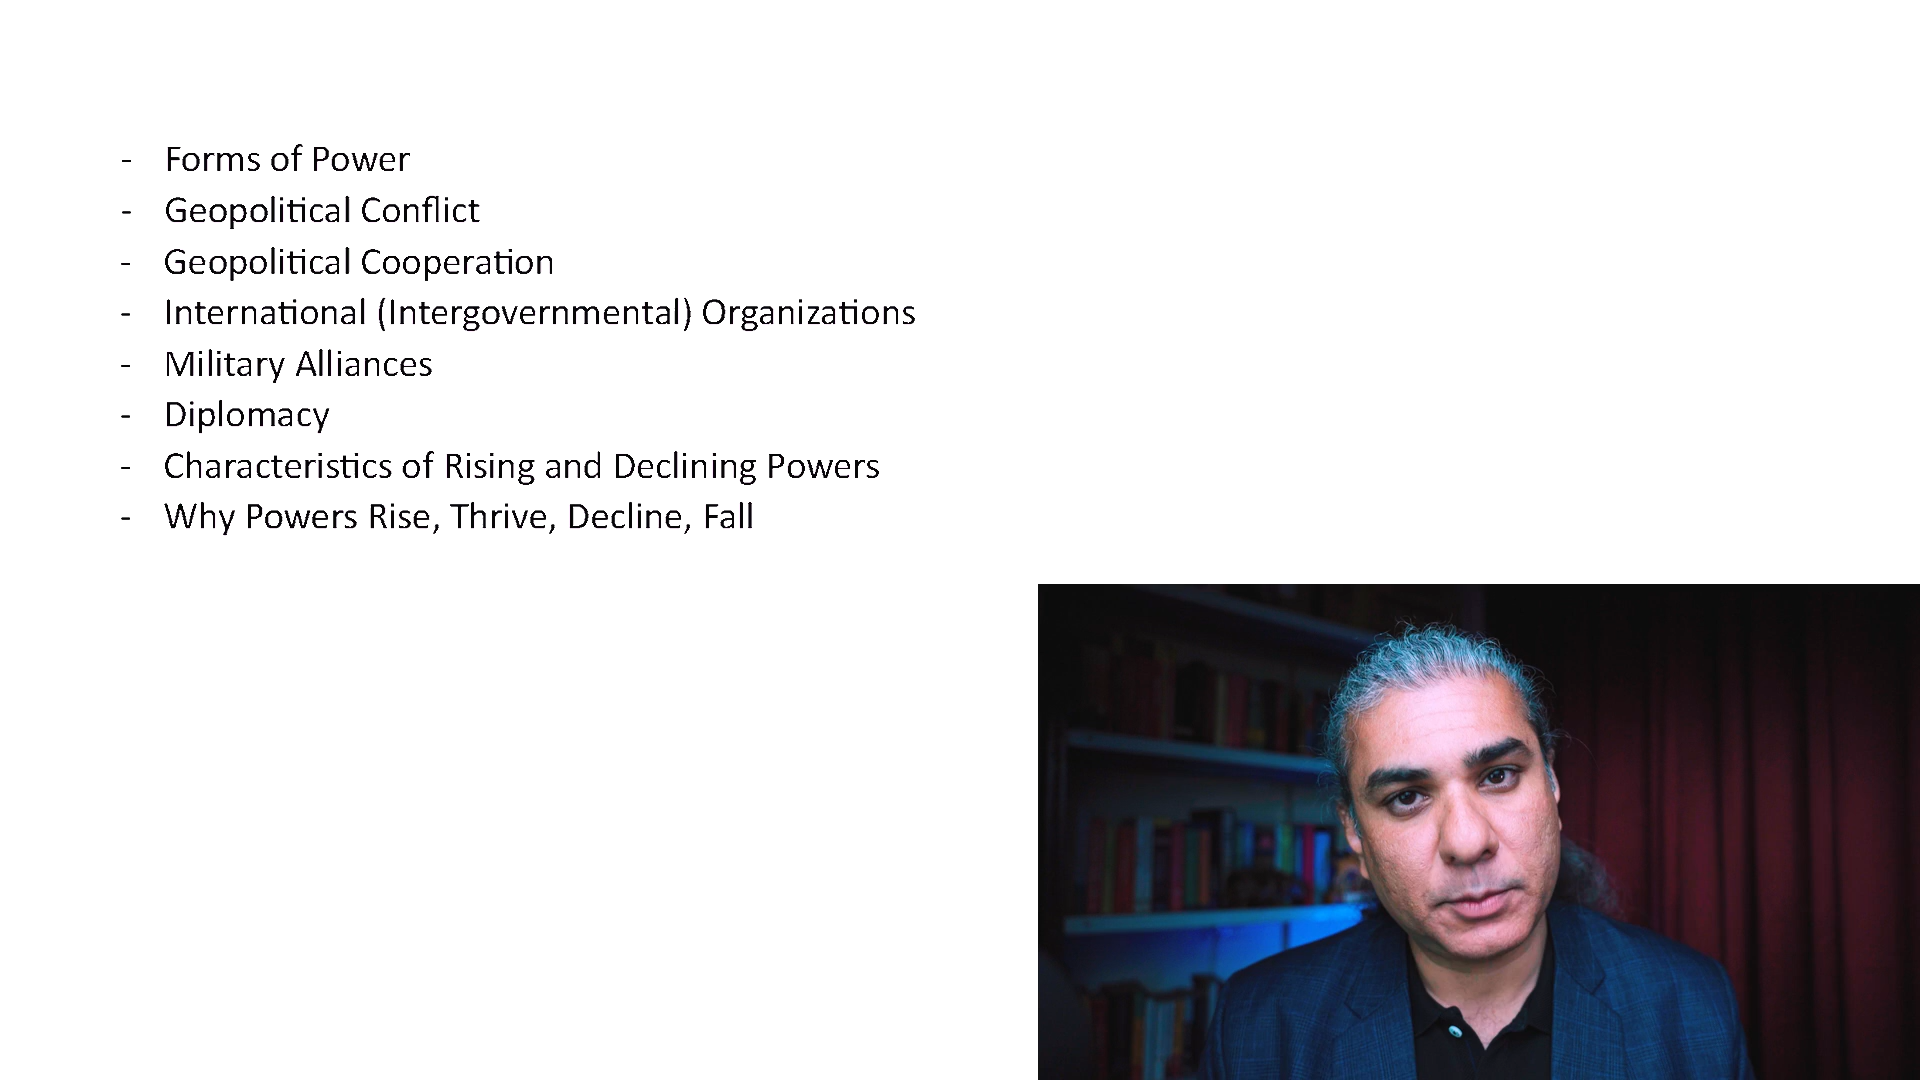 - Forms of Power
- Geopolitical Conflict
- Geopolitical Cooperation
- International (Intergovernmental) Organizations
- Military Alliances
- Diplomacy
- Characteristics of Rising and Declining Powers
- Why Powers Rise, Thrive, Decline, Fall